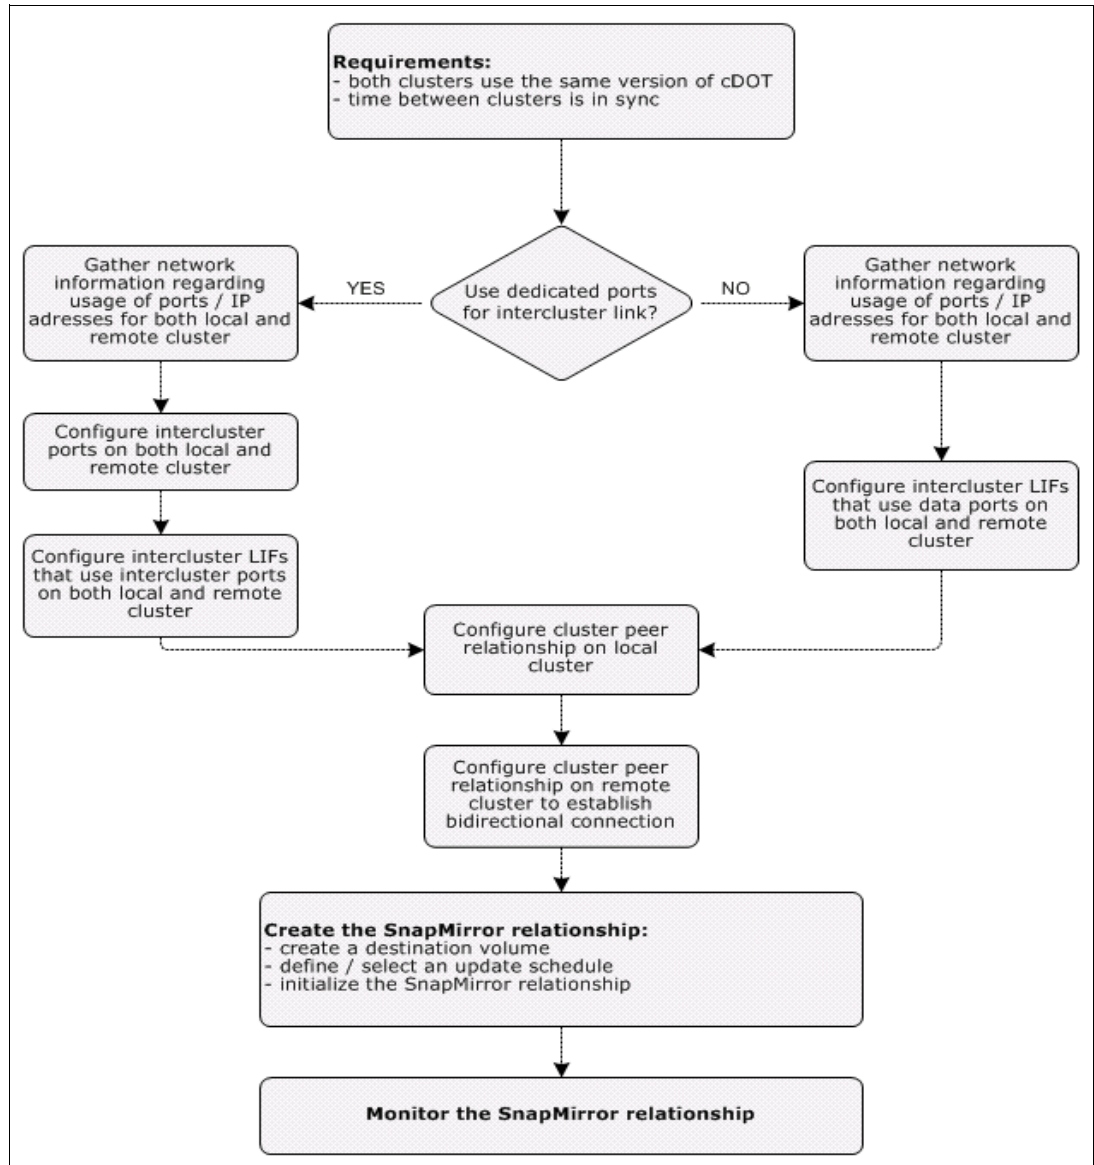 Requirements:
- both clusters use the same version of cDOT
- time between clusters is in sync
Use dedicated ports
for intercluster link?
YES
NO
Gather network
information regarding
usage of ports / IP
adresses for both local and
remote cluster
Configure intercluster
ports on both local and
remote cluster
Configure intercluster LIFs
that use intercluster ports
on both local and remote
cluster
Gather network
information regarding
usage of ports / IP
adresses for both local and
remote cluster
Configure intercluster LIFs
that use data ports on
both local and remote
cluster
Configure cluster peer
relationship on local
cluster
Configure cluster peer
relationship on remote
cluster to establish
bidirectional connection
Create the SnapMirror relationship:
- create a destination volume
- define / select an update schedule
- initialize the SnapMirror relationship
Monitor the SnapMirror relationship